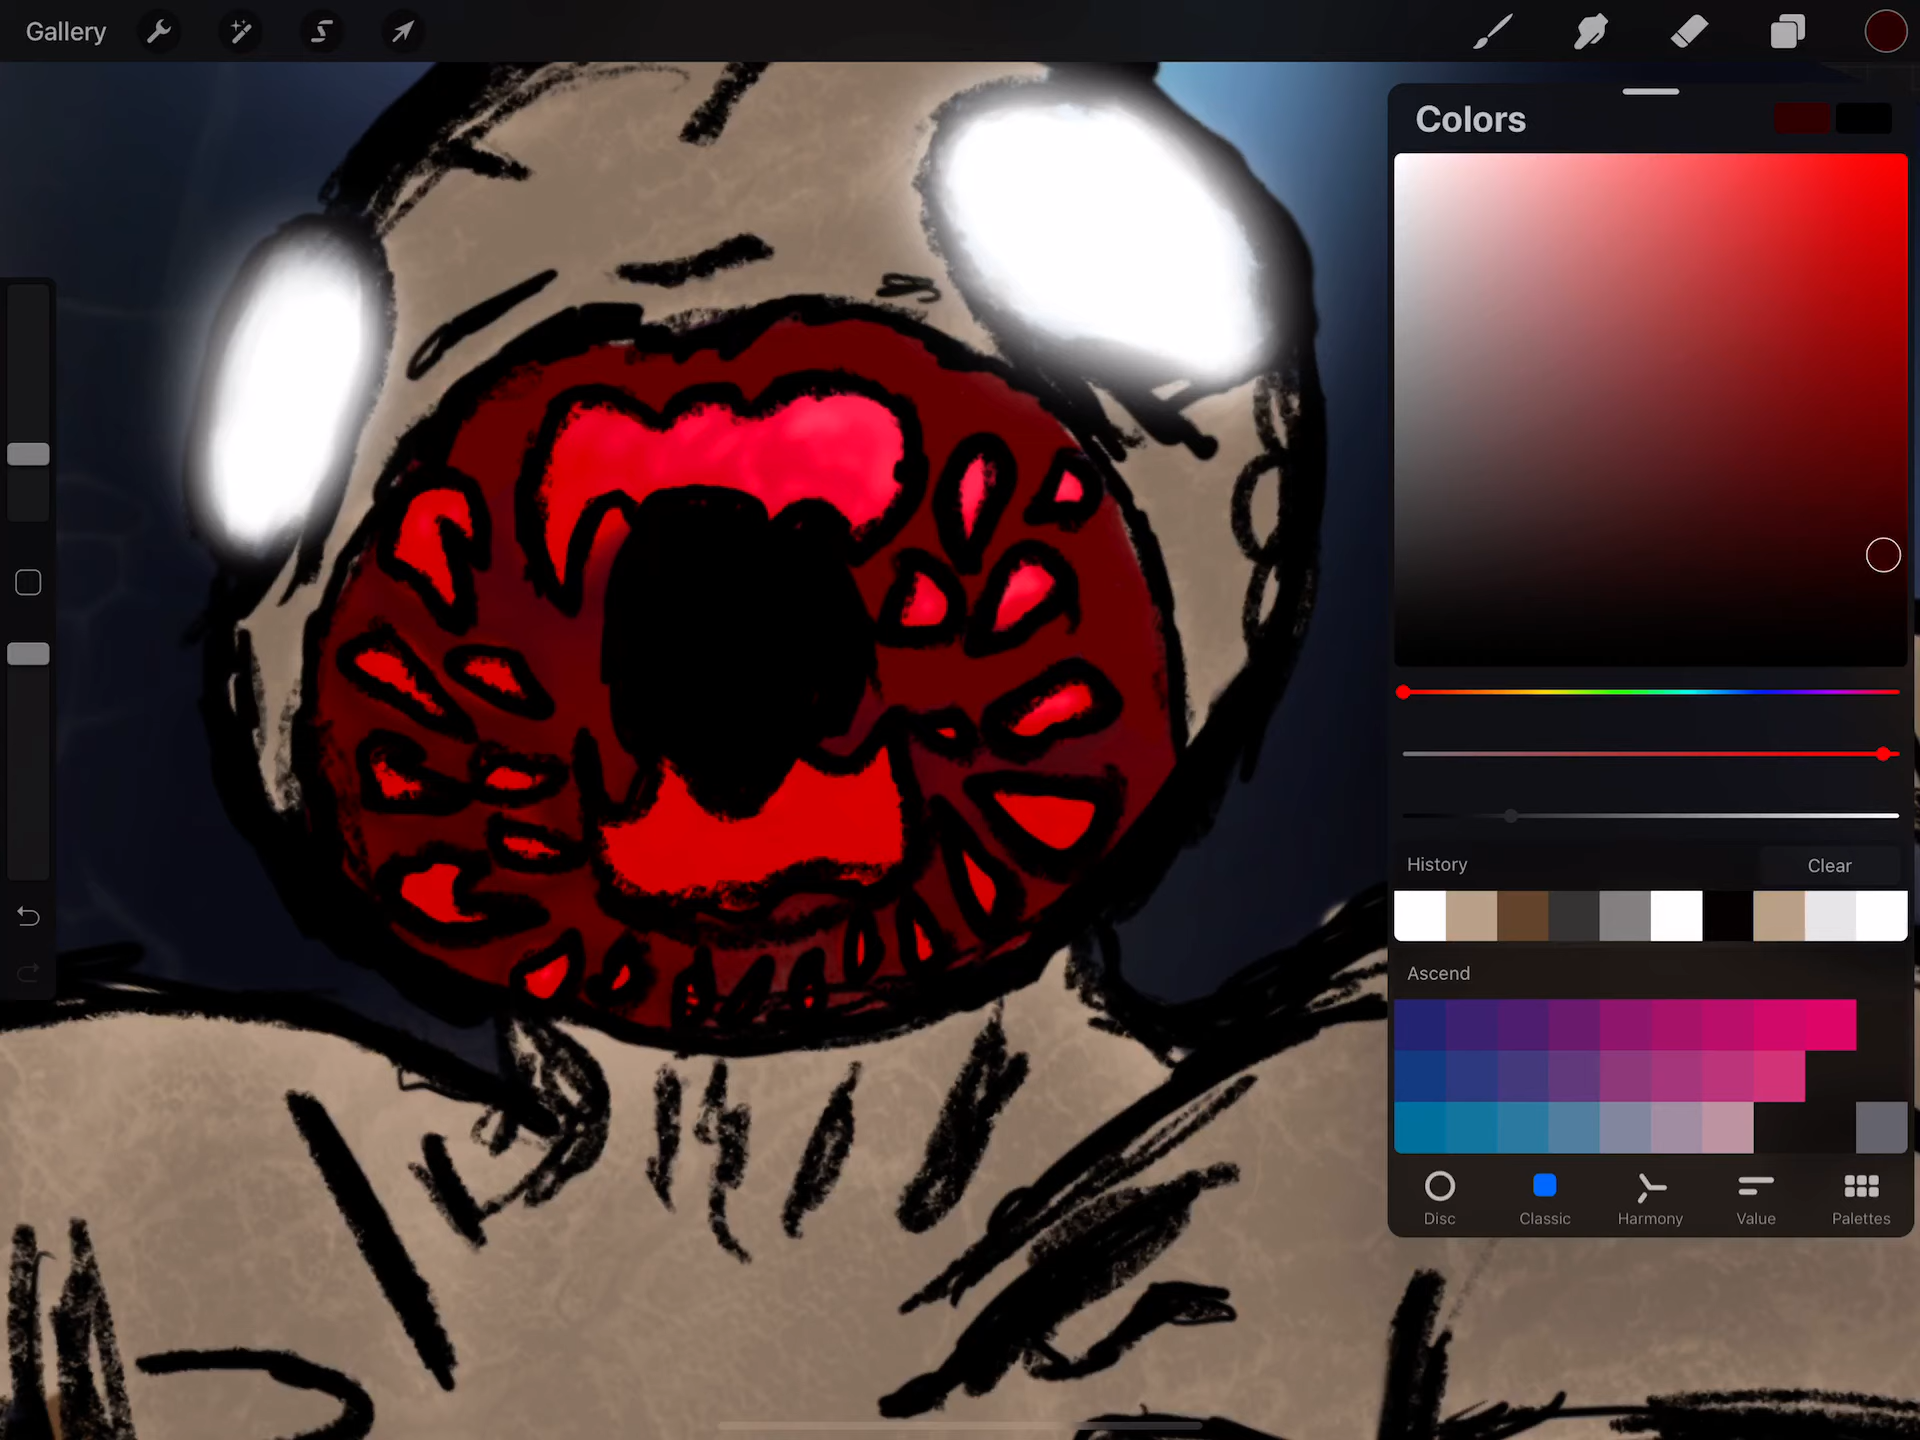 Gallery
Colors
History
Clear
Ascend
Disc
Classic
Harmony
Value
Palettes